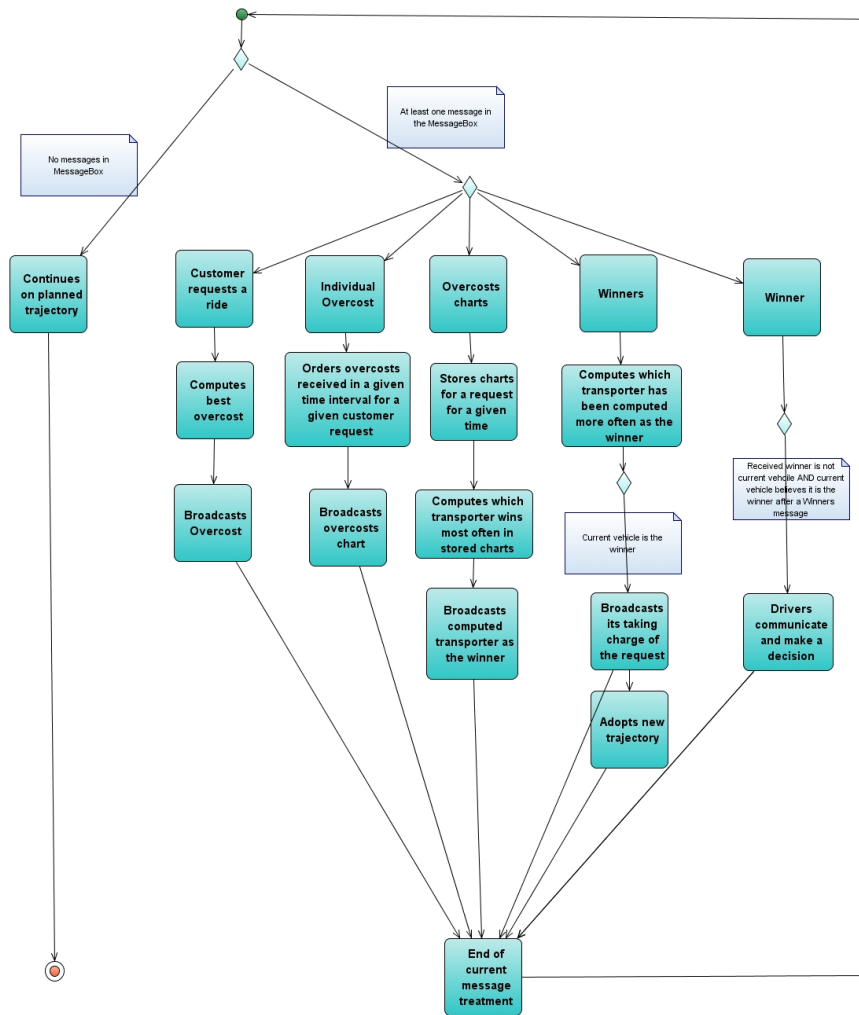 At least one message in
the MessageBox
No messages in
MessageBox
Continues
on planned
trajectory
Customer
requests a
ride
Individual
Overcost
Overcosts
charts
Winners
Winner
Computes
best
overcost
Orders overcosts
received in a given
time interval for a
given customer
request
Stores charts
for a request
for a given
time
Computes which
transporter has
been computed
more often as the
winner
Received winner is not
current vehcile AND current
vehicle believes it is the
winner after a Winners
message
Broadcasts
Overcost
Broadcasts
overcosts
chart
Computes which
transporter wins
most often in
stored charts
Current vehicle is the
winner
Broadcasts
computed
transporter as
the winner
Broadcasts
its taking
charge of
the request
Drivers
communicate
and make a
decision
Adopts new
trajectory
End of
current
message
treatment